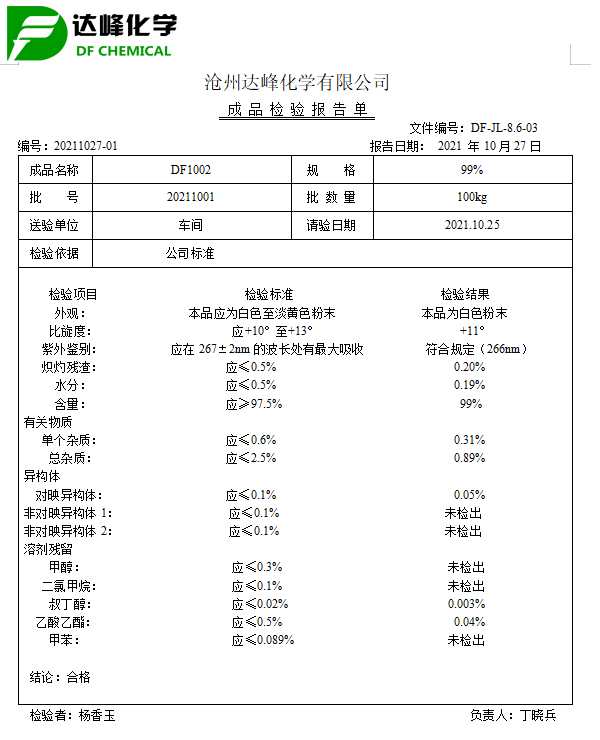 达峰化学
DF CHEMICAL
沧州达峰化学有限公司
成品检验报告单
文件编号：DF-JL-8.6-03
编号：20211027-01 报告日期： 2021 年 10 月 27 日
成品名称 DF1002 规 格 99%
批 号 20211001 批 数 量 100kg
送验单位 车间 请验日期 2021.10.25
检验依据 公司标准
检验项目 检验标准 检验结果
外观： 本品应为白色至淡黄色粉末 本品为白色粉末
比旋度： 应+10° 至+13° +11°
紫外鉴别： 应在 267±2nm 的波长处有最大吸收 符合规定（266nm）
炽灼残渣： 应≤0.5% 0.20%
水分： 应≤0.5% 0.19%
含量： 应≥97.5% 99%
有关物质
单个杂质： 应≤0.6% 0.31%
总杂质： 应≤2.5% 0.89%
异构体
对映异构体： 应≤0.1% 0.05%
非对映异构体 1： 应≤0.1% 未检出
非对映异构体 2： 应≤0.1% 未检出
溶剂残留
甲醇： 应≤0.3% 未检出
二氯甲烷： 应≤0.1% 未检出
叔丁醇： 应≤0.02% 0.003%
乙酸乙酯： 应≤0.5% 0.04%
甲苯： 应≤0.089% 未检出
结论：合格
检验者：杨香玉 负责人：丁晓兵